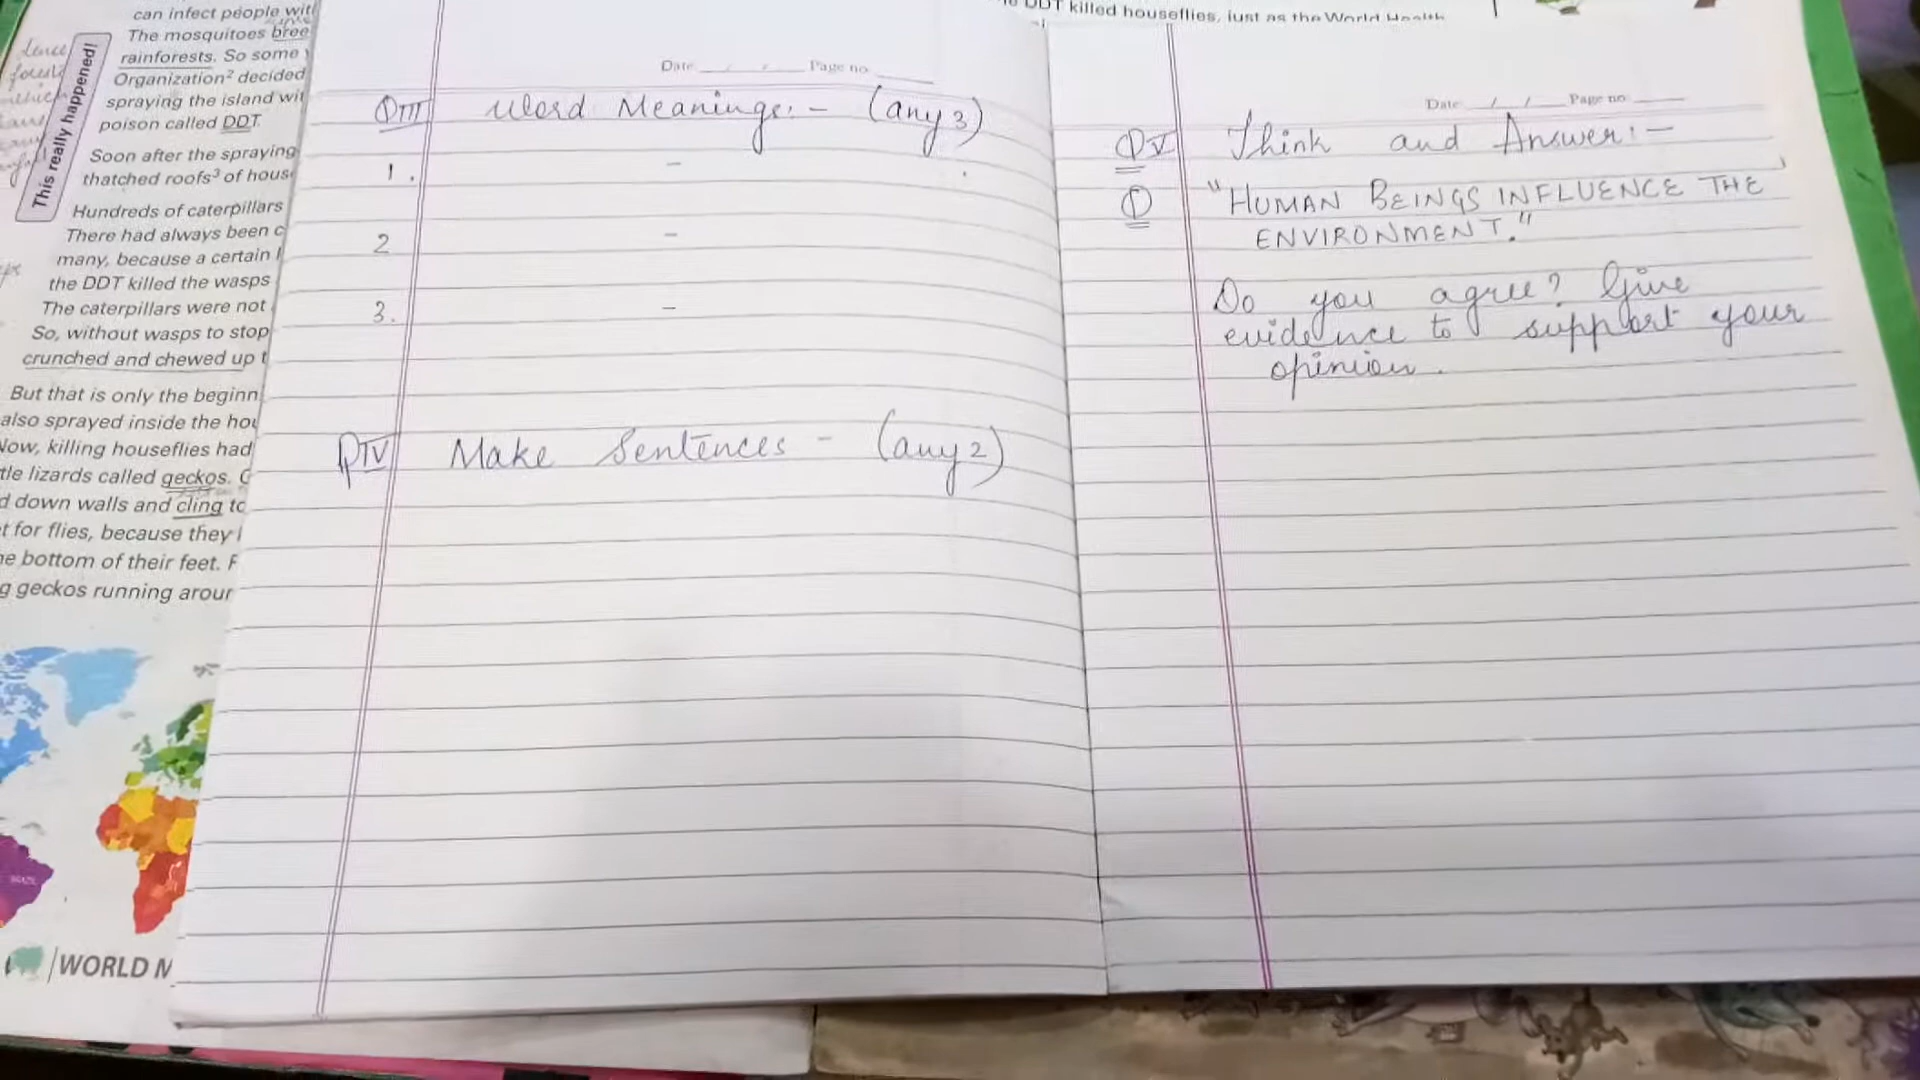 can infect people wit
The mosquitoes bree
rainforests. So some
Organization² decided
spraying the island wit
poison called DDT.
This really happened!
Soon after the spraying
thatched roofs³ of hous
Hundreds of caterpillars
There had always been
many, because a certain
the DDT killed the wasps
The caterpillars were not
So, without wasps to stop
crunched and chewed up t
But that is only the beginn
also sprayed inside the hou
Now, killing houseflies had
tle lizards called geckos.
d down walls and cling to
t for flies, because they
e bottom of their feet.
g geckos running arour
WORLD
DDT killed houseflies, just as the World Health
Date / / Page no
QIII Word Meanings:- (any 3)
1. -
2 -
3. -
QIV Make Sentences - (any 2)
Date / / Page no
QV Think and Answer:-
① "HUMAN BEINGS INFLUENCE THE
ENVIRONMENT."
Do you agree? Give
evidence to support your
opinion.